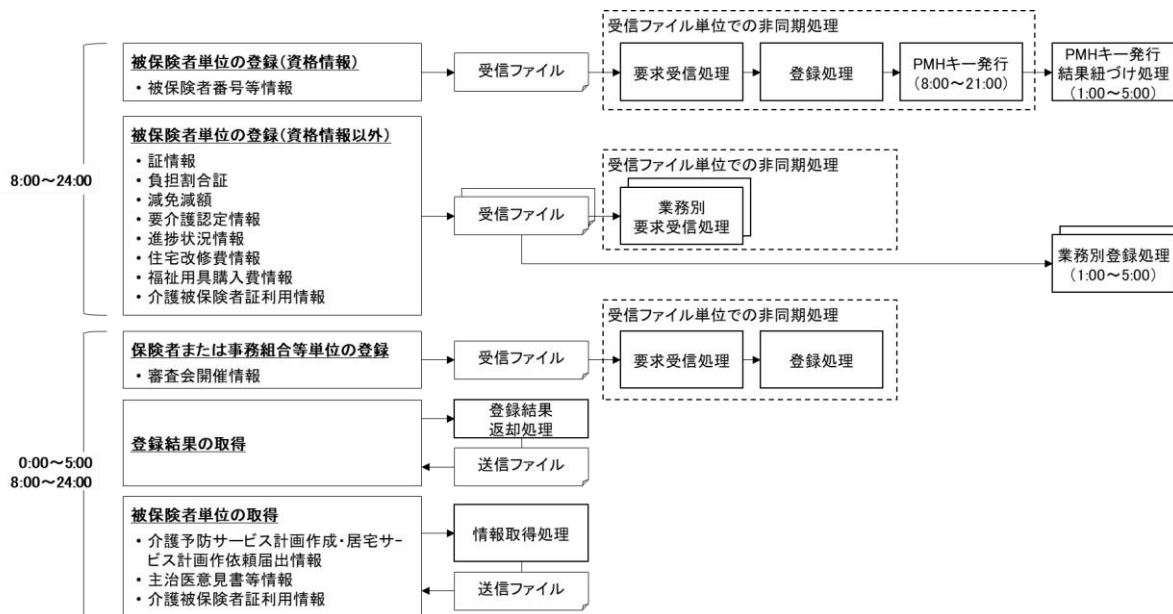 8:00～24:00
被保険者単位の登録(資格情報)
・被保険者番号等情報
受信ファイル
受信ファイル単位での非同期処理
要求受信処理
登録処理
PMHキー発行
(8:00～21:00)
PMHキー発行
結果紐づけ処理
(1:00～5:00)
被保険者単位の登録(資格情報以外)
・証情報
・負担割合証
・減免減額
・要介護認定情報
・進捗状況情報
・住宅改修費情報
・福祉用具購入費情報
・介護被保険者証利用情報
受信ファイル
受信ファイル単位での非同期処理
業務別
要求受信処理
業務別登録処理
(1:00～5:00)
0:00～5:00
8:00～24:00
保険者または事務組合等単位の登録
・審査会開催情報
受信ファイル
受信ファイル単位での非同期処理
要求受信処理
登録処理
登録結果の取得
登録結果
返却処理
送信ファイル
被保険者単位の取得
・介護予防サービス計画作成・居宅サー
ビス計画作依頼届出情報
・主治医意見書等情報
・介護被保険者証利用情報
情報取得処理
送信ファイル